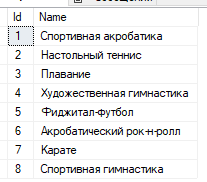 Id Name
1 Спортивная акробатика
2 Настольный теннис
3 Плавание
4 Художественная гимнастика
5 Фиджитал-футбол
6 Акробатический рок-н-ролл
7 Карате
8 Спортивная гимнастика